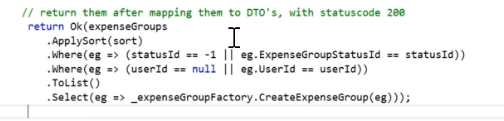 // return them after mapping them to DTO's, with statuscode 200
return Ok(expenseGroups
.ApplySort(sort)
.Where(eg => (statusId == -1 || eg.ExpenseGroupStatusId == statusId))
.Where(eg => (userId == null || eg.UserId == userId))
.ToList()
.Select(eg => _expenseGroupFactory.CreateExpenseGroup(eg)));